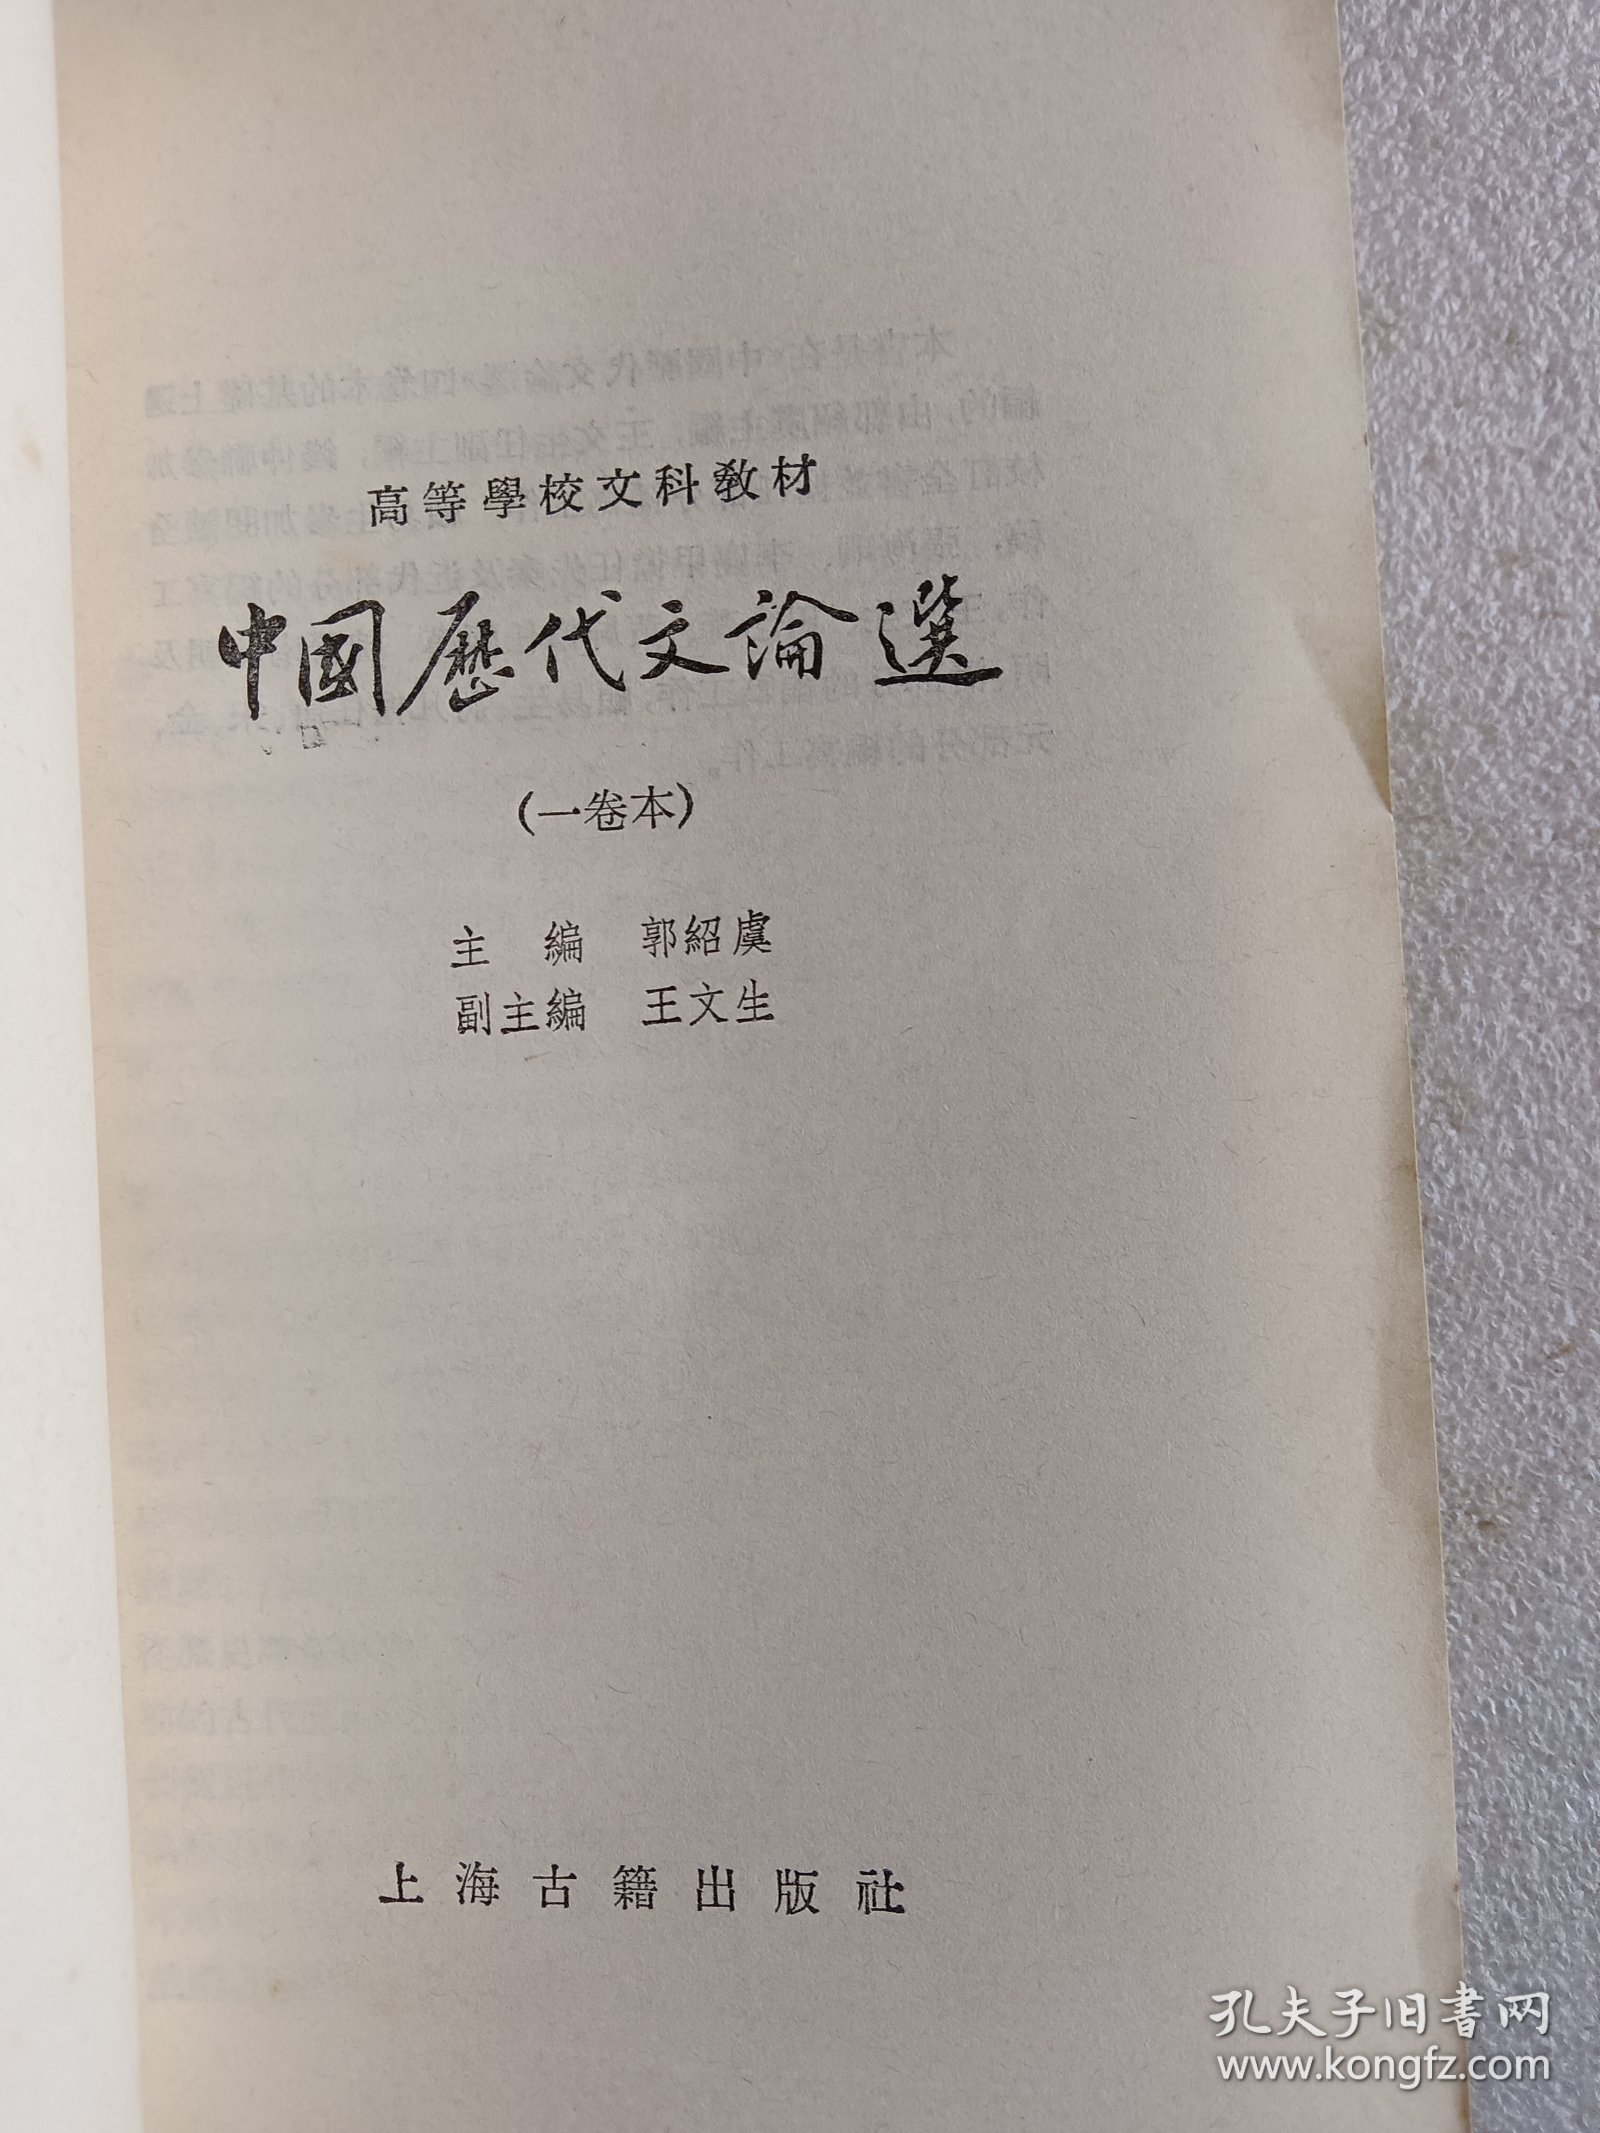 高等學校文科教材
中國歷代文論選
(一卷本)
主編 郭紹虞
副主編 王文生
上海古籍出版社
孔夫子旧書网
www.kongfz.com